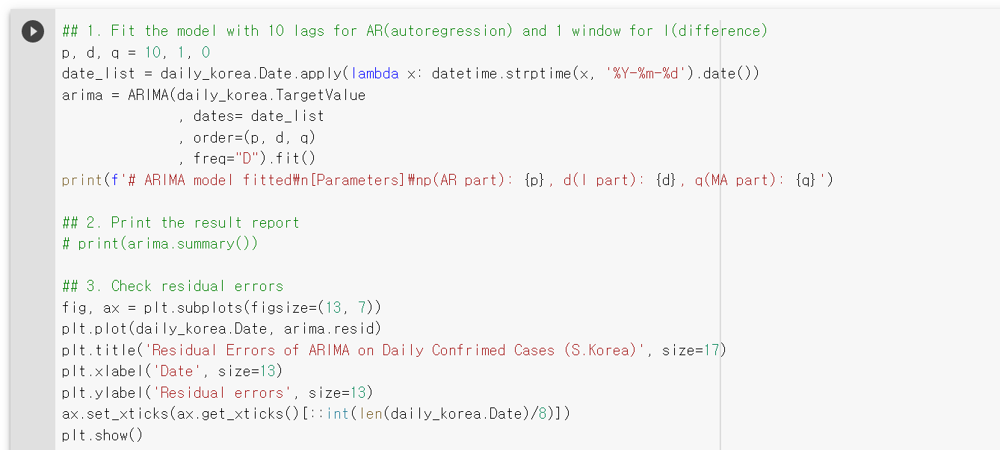 ## 1. Fit the model with 10 lags for AR(autoregression) and 1 window for I(difference)
p, d, q = 10, 1, 0
date_list = daily_korea.Date.apply(lambda x: datetime.strptime(x, '%Y-%m-%d').date())
arima = ARIMA(daily_korea.TargetValue
              , dates= date_list
              , order=(p, d, q)
              , freq="D").fit()
print(f'# ARIMA model fitted₩n[Parameters]₩np(AR part): {p}, d(I part): {d}, q(MA part): {q}')
## 2. Print the result report
# print(arima.summary())
## 3. Check residual errors
fig, ax = plt.subplots(figsize=(13, 7))
plt.plot(daily_korea.Date, arima.resid)
plt.title('Residual Errors of ARIMA on Daily Confrimed Cases (S.Korea)', size=17)
plt.xlabel('Date', size=13)
plt.ylabel('Residual errors', size=13)
ax.set_xticks(ax.get_xticks()[::int(len(daily_korea.Date)/8)])
plt.show()